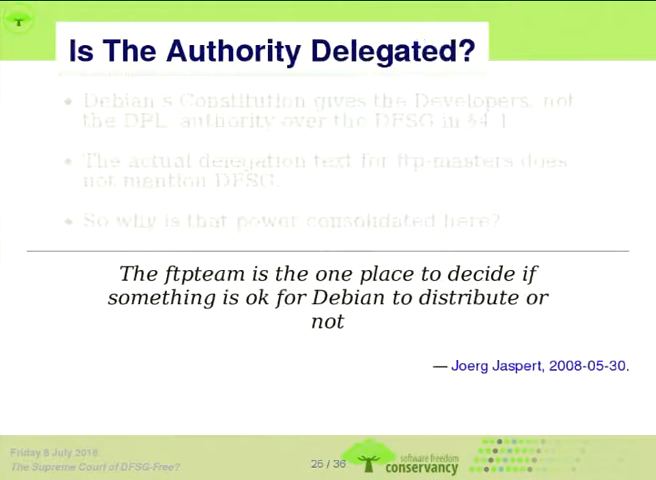 Is The Authority Delegated?
• Debian's Constitution gives the Developers, not
the DPL, authority over the DFSG in §4.1
• The actual delegation text for ftp-masters does
not mention DFSG.
• So why is that power consolidated here?
The ftpteam is the one place to decide if
something is ok for Debian to distribute or
not
— Joerg Jaspert, 2008-05-30.
Friday 8 July 2016
The Supreme Court of DFSG-Free?
26 / 36
software freedom
conservancy